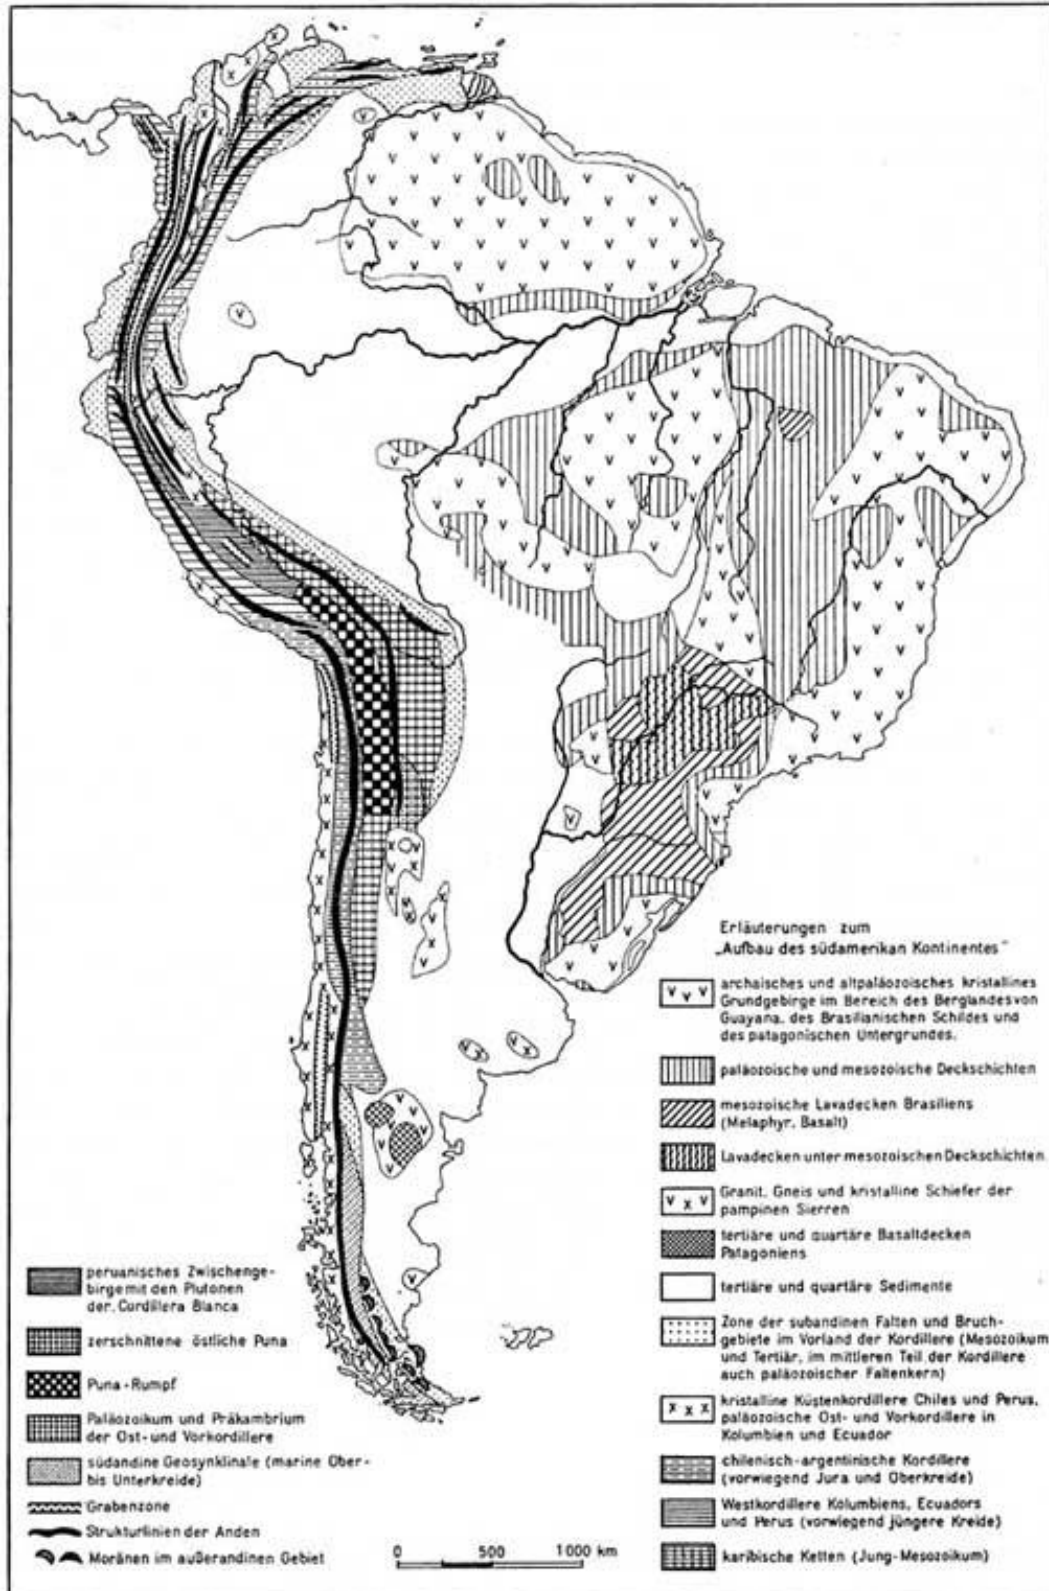 Erläuterungen zum
„Aufbau des südamerikan Kontinentes"
archaisches und altpaläozoisches kristallines
Grundgebirge im Bereich des Berglandes von
Guayana, des Brasilianischen Schildes und
des patagonischen Untergrundes.
paläozoische und mesozoische Deckschichten
mesozoische Lavadecken Brasiliens
(Melaphyr, Basalt)
Lavadecken unter mesozoischen Deckschichten
Granit, Gneis und kristalline Schiefer der
pampinen Sierren
tertiäre und quartäre Basaltdecken
Patagoniens
tertiäre und quartäre Sedimente
Zone der subandinen Falten und Bruch-
gebiete im Vorland der Kordillere (Mesozoikum
und Tertiär, im mittleren Teil der Kordillere
auch paläozoischer Faltenkern)
kristalline Küstenkordillere Chiles und Perus,
paläozoische Ost- und Vorkordillere in
Kolumbien und Ecuador
chilenisch-argentinische Kordillere
(vorwiegend Jura und Oberkreide)
Westkordillere Kolumbiens, Ecuadors
und Perus (vorwiegend jüngere Kreide)
karibische Ketten (Jung-Mesozoikum)
peruanisches Zwischenge-
birge mit den Plutonen
der Cordillera Blanca
zerschnittene östliche Puna
Puna-Rumpf
Paläozoikum und Präkambrium
der Ost- und Vorkordillere
südandine Geosynklinale (marine Ober-
bis Unterkreide)
Grabenzone
Strukturlinien der Anden
Moränen im außerandinen Gebiet
0 500 1000 km